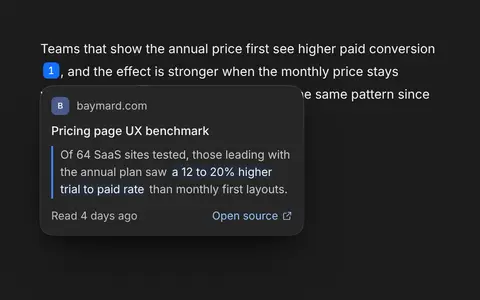 Teams that show the annual price first see higher paid conversion
1, and the effect is stronger when the monthly price stays
same pattern since
B baymard.com
Pricing page UX benchmark
Of 64 SaaS sites tested, those leading with
the annual plan saw a 12 to 20% higher
trial to paid rate than monthly first layouts.
Read 4 days ago Open source